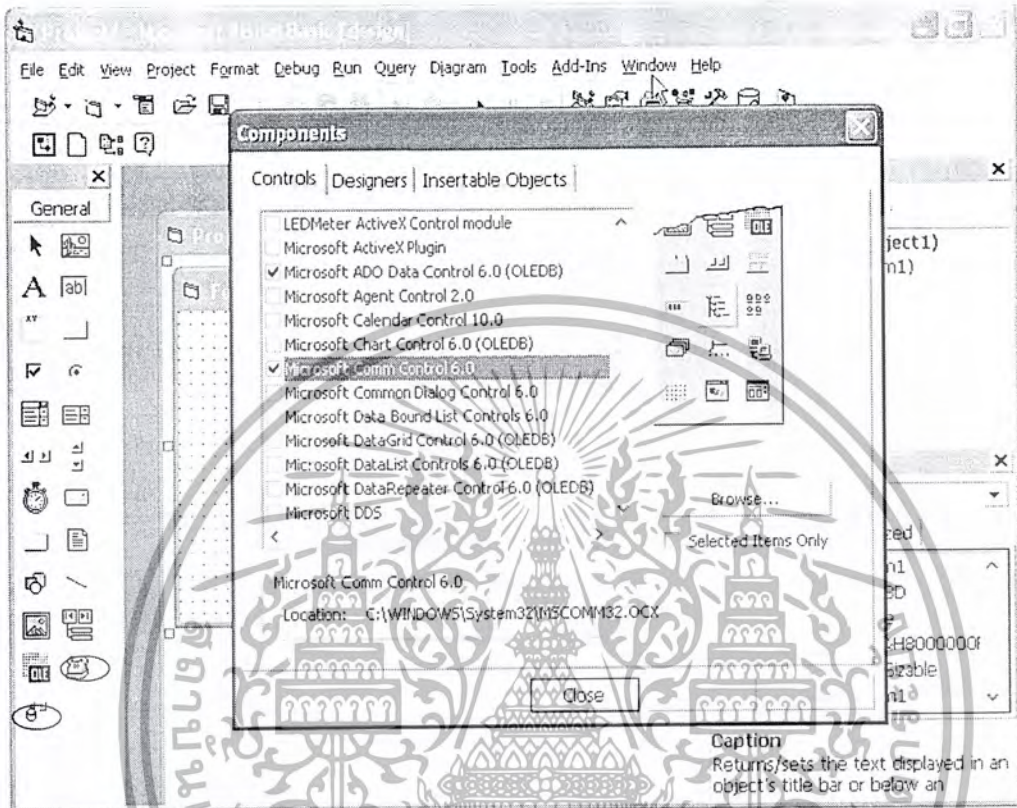 File Edit View Project Format Debug Run Query Diagram Tools Add-Ins Window Help
Components
Controls Designers Insertable Objects
General
LEDMeter ActiveX Control module
Microsoft ActiveX Plugin
Microsoft ADO Data Control 6.0 (OLEDB)
Microsoft Agent Control 2.0
Microsoft Calendar Control 10.0
Microsoft Chart Control 6.0 (OLEDB)
Microsoft Comm Control 6.0
Microsoft Common Dialog Control 6.0
Microsoft Data Bound List Controls 6.0
Microsoft DataGrid Control 6.0 (OLEDB)
Microsoft DataList Controls 6.0 (OLEDB)
Microsoft DataRepeater Control 6.0 (OLEDB)
Microsoft DDS
Browse...
Selected Items Only
Microsoft Comm Control 6.0
Location: C:\WINDOWS\System32\MSCOMM32.OCX
Close
ject1)
m1)
Caption
Returns/sets the text displayed in an
object's title bar or below an